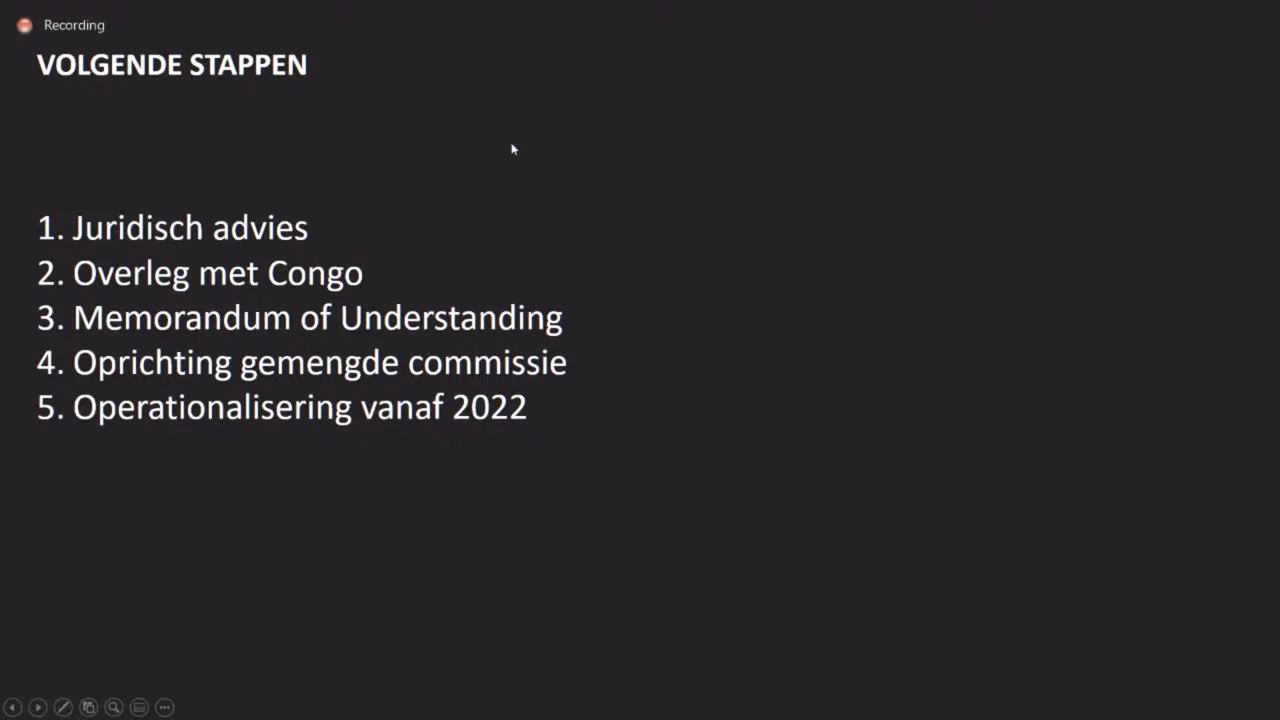 Recording
VOLGENDE STAPPEN
1. Juridisch advies
2. Overleg met Congo
3. Memorandum of Understanding
4. Oprichting gemengde commissie
5. Operationalisering vanaf 2022